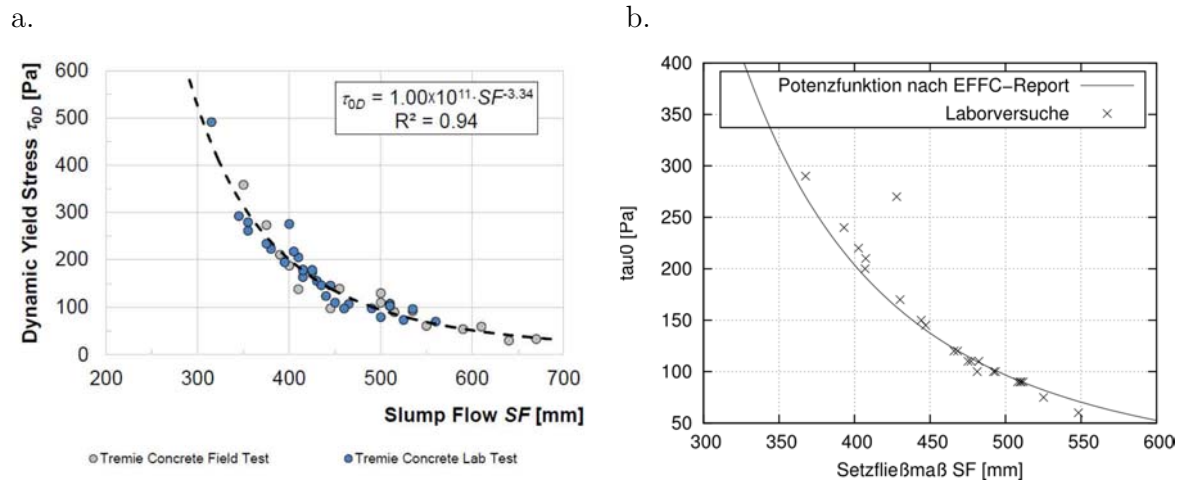 a.
b.
Dynamic Yield Stress τ0D [Pa]
600
500
400
300
200
100
0
τ0D = 1.00x10^11·SF^-3.34
R² = 0.94
200 300 400 500 600 700
Slump Flow SF [mm]
Tremie Concrete Field Test
Tremie Concrete Lab Test
tau0 [Pa]
400
350
300
250
200
150
100
50
Potenzfunktion nach EFFC-Report
Laborversuche
300 350 400 450 500 550 600
Setzfließmaß SF [mm]